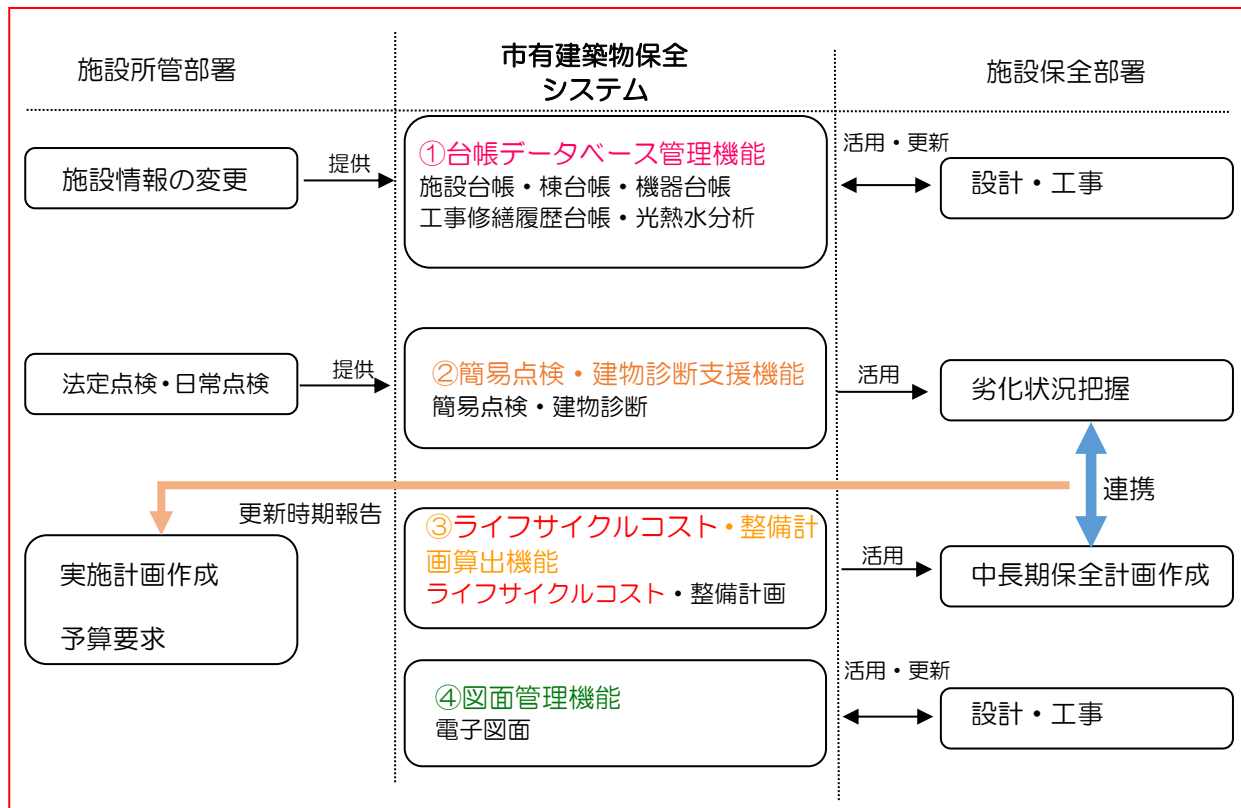 施設所管部署
市有建築物保全
システム
施設保全部署
施設情報の変更
提供
①台帳データベース管理機能
施設台帳・棟台帳・機器台帳
工事修繕履歴台帳・光熱水分析
活用・更新
設計・工事
法定点検・日常点検
提供
②簡易点検・建物診断支援機能
簡易点検・建物診断
活用
劣化状況把握
連携
更新時期報告
実施計画作成
予算要求
③ライフサイクルコスト・整備計
画算出機能
ライフサイクルコスト・整備計画
活用
中長期保全計画作成
④図面管理機能
電子図面
活用・更新
設計・工事